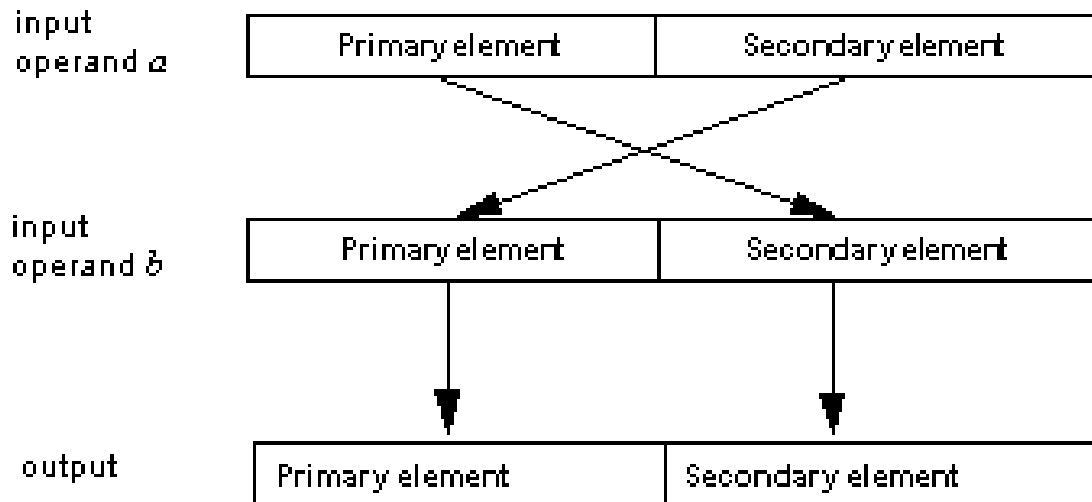 input
operand a
Primary element Secondary element
input
operand b
Primary element Secondary element
output
Primary element Secondary element